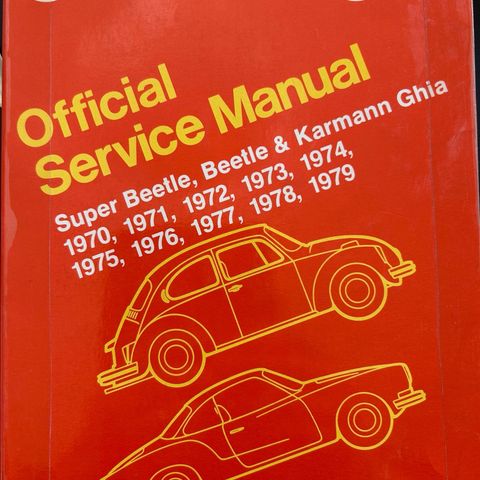 Official
Service Manual
Super Beetle, Beetle & Karmann Ghia
1970, 1971, 1972, 1973, 1974,
1975, 1976, 1977, 1978, 1979